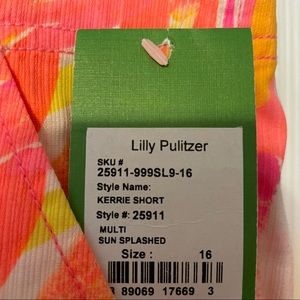 Lilly Pulitzer
SKU #
25911-999SL9-16
Style Name:
KERRIE SHORT
Style #: 25911
MULTI
SUN SPLASHED
Size : 16
89069 17669 3